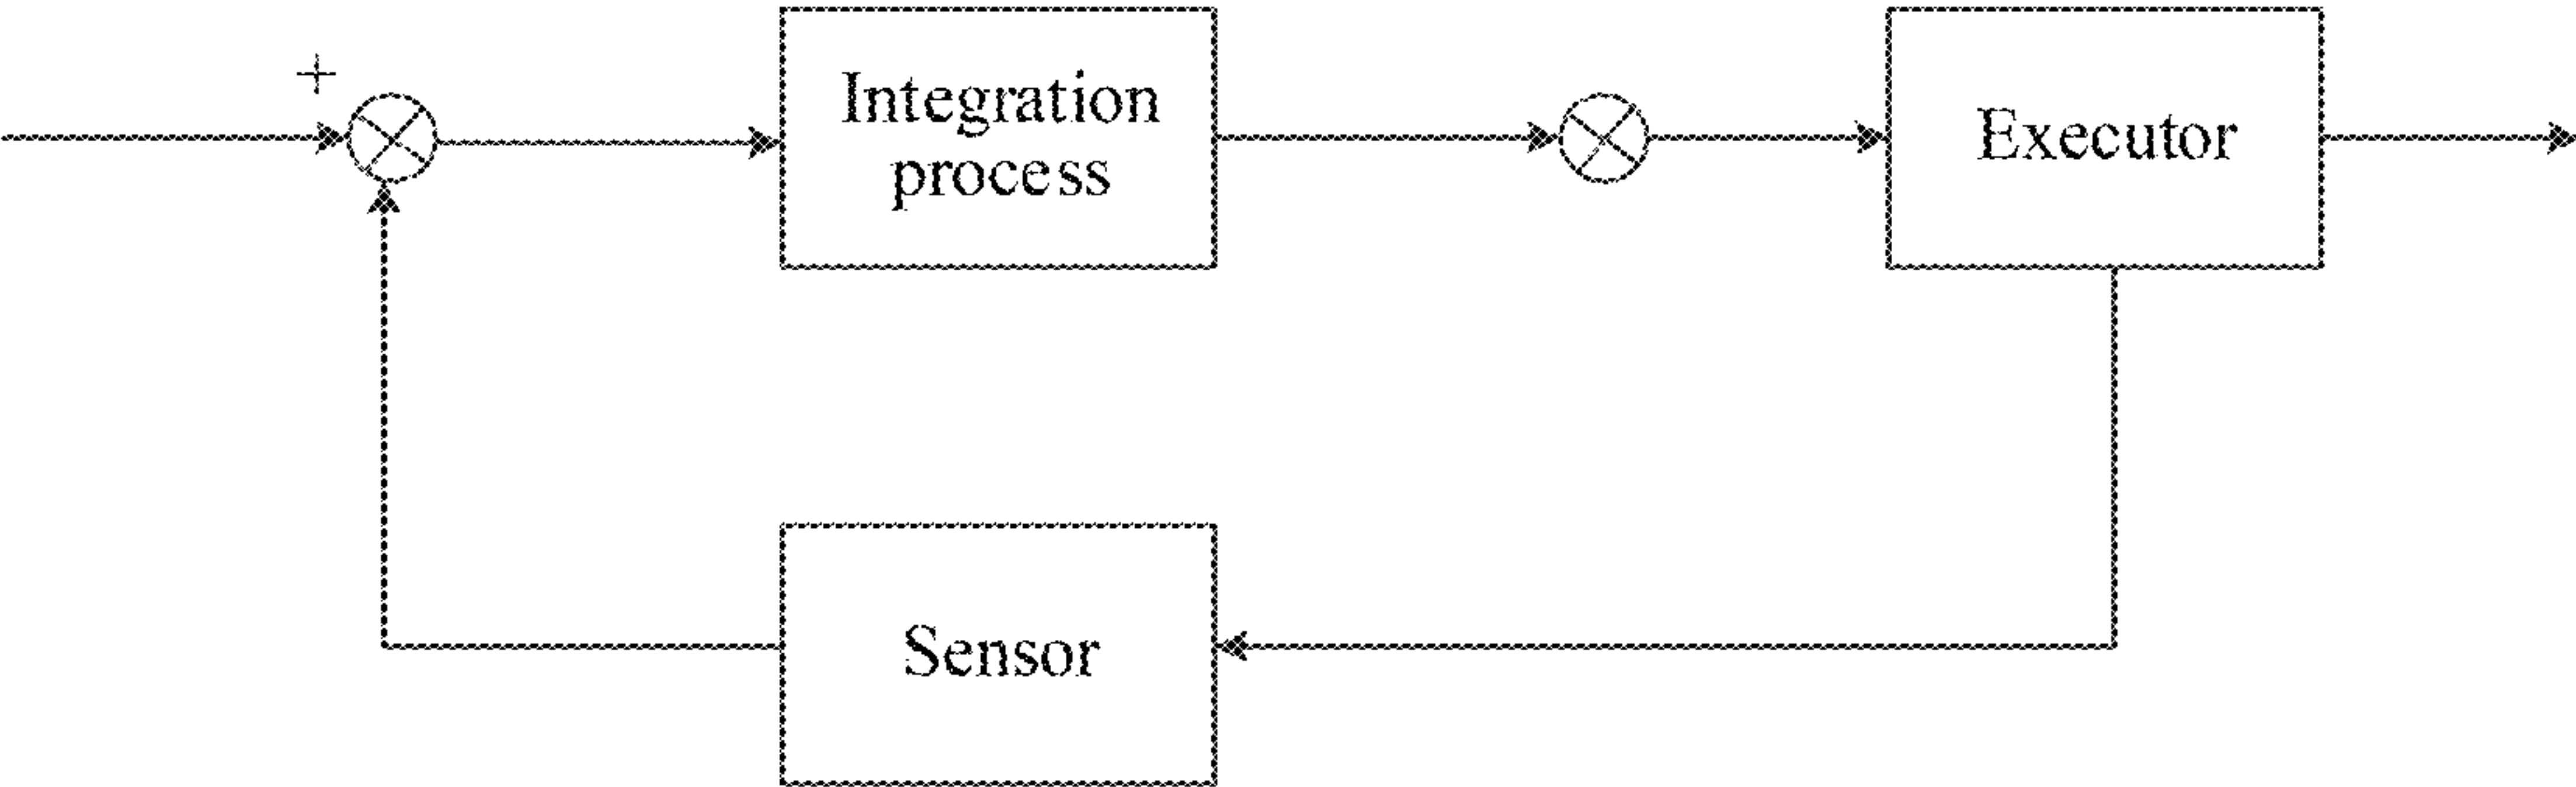 +
Integration
process
Executor
Sensor